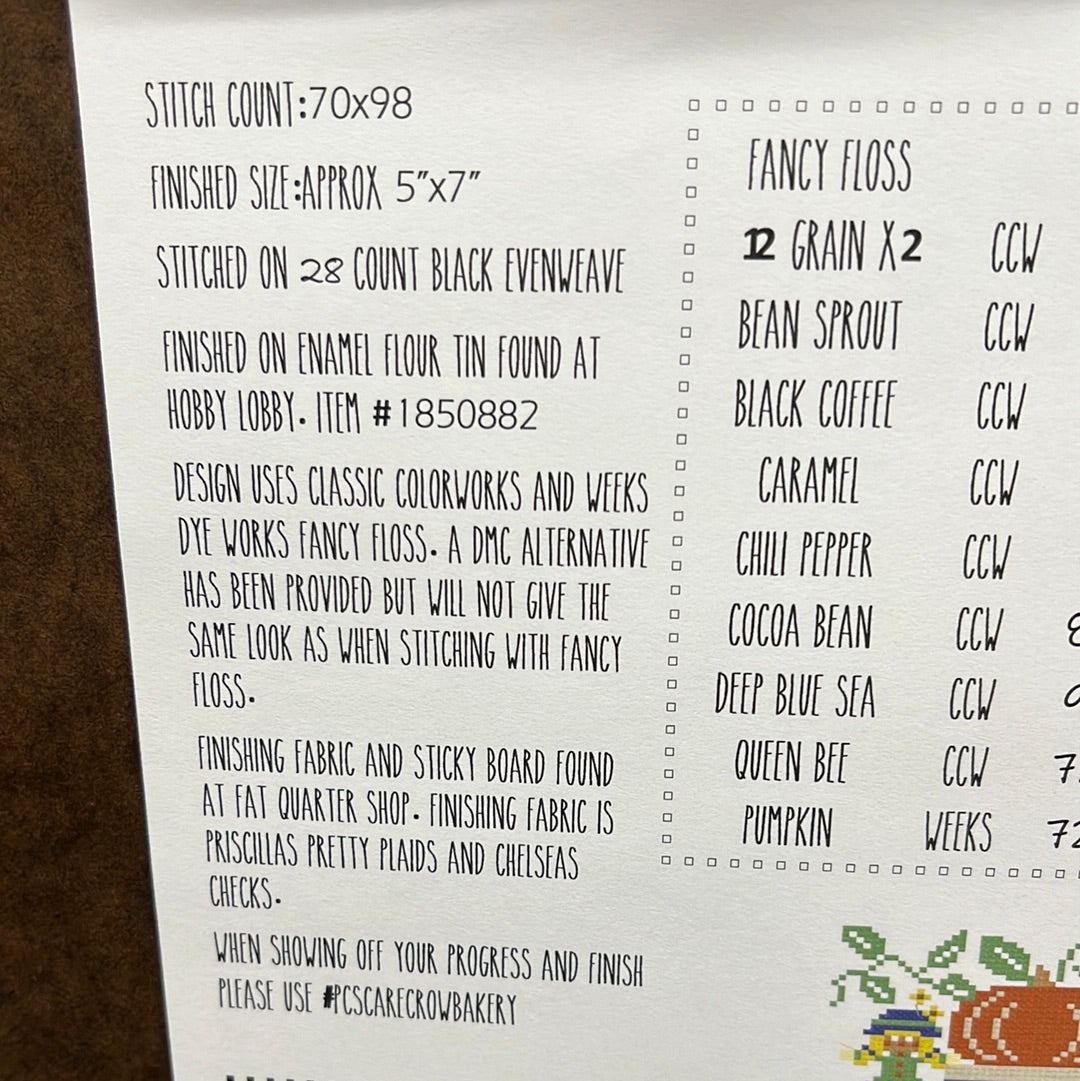 STITCH COUNT:70x98
FINISHED SIZE:APPROX 5"x7"
STITCHED ON 28 COUNT BLACK EVENWEAVE
FINISHED ON ENAMEL FLOUR TIN FOUND AT
HOBBY LOBBY. ITEM #1850882
DESIGN USES CLASSIC COLORWORKS AND WEEKS
DYE WORKS FANCY FLOSS. A DMC ALTERNATIVE
HAS BEEN PROVIDED BUT WILL NOT GIVE THE
SAME LOOK AS WHEN STITCHING WITH FANCY
FLOSS.
FINISHING FABRIC AND STICKY BOARD FOUND
AT FAT QUARTER SHOP. FINISHING FABRIC IS
PRISCILLAS PRETTY PLAIDS AND CHELSEAS
CHECKS.
WHEN SHOWING OFF YOUR PROGRESS AND FINISH
PLEASE USE #PCSCARECROWBAKERY
FANCY FLOSS
12 GRAIN X2 CCW
BEAN SPROUT CCW
BLACK COFFEE CCW
CARAMEL CCW
CHILI PEPPER CCW
COCOA BEAN CCW
DEEP BLUE SEA CCW
QUEEN BEE CCW
PUMPKIN WEEKS